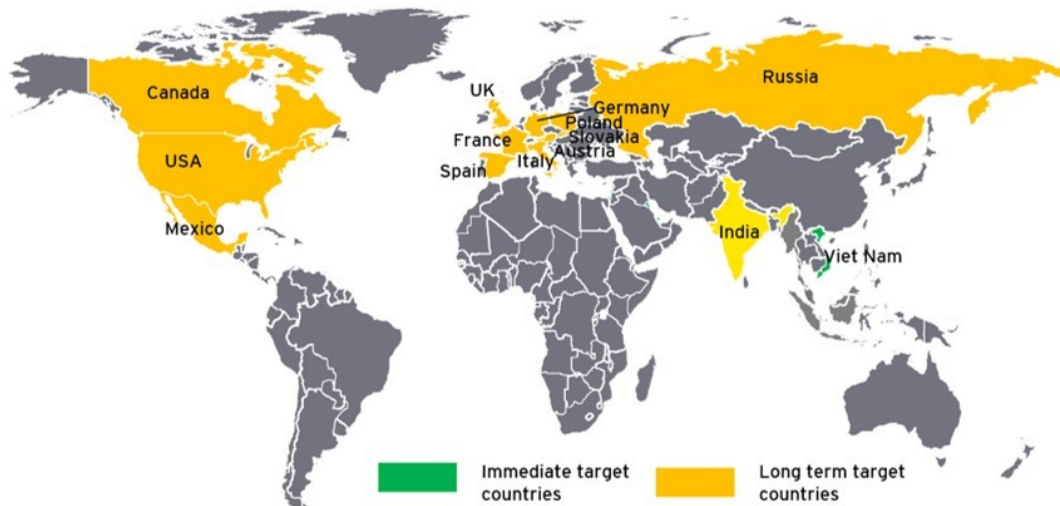 Canada
UK
Russia
Germany
Poland
Slovakia
France
Austria
USA
Italy
Spain
Mexico
India
Viet Nam
Immediate target
countries
Long term target
countries